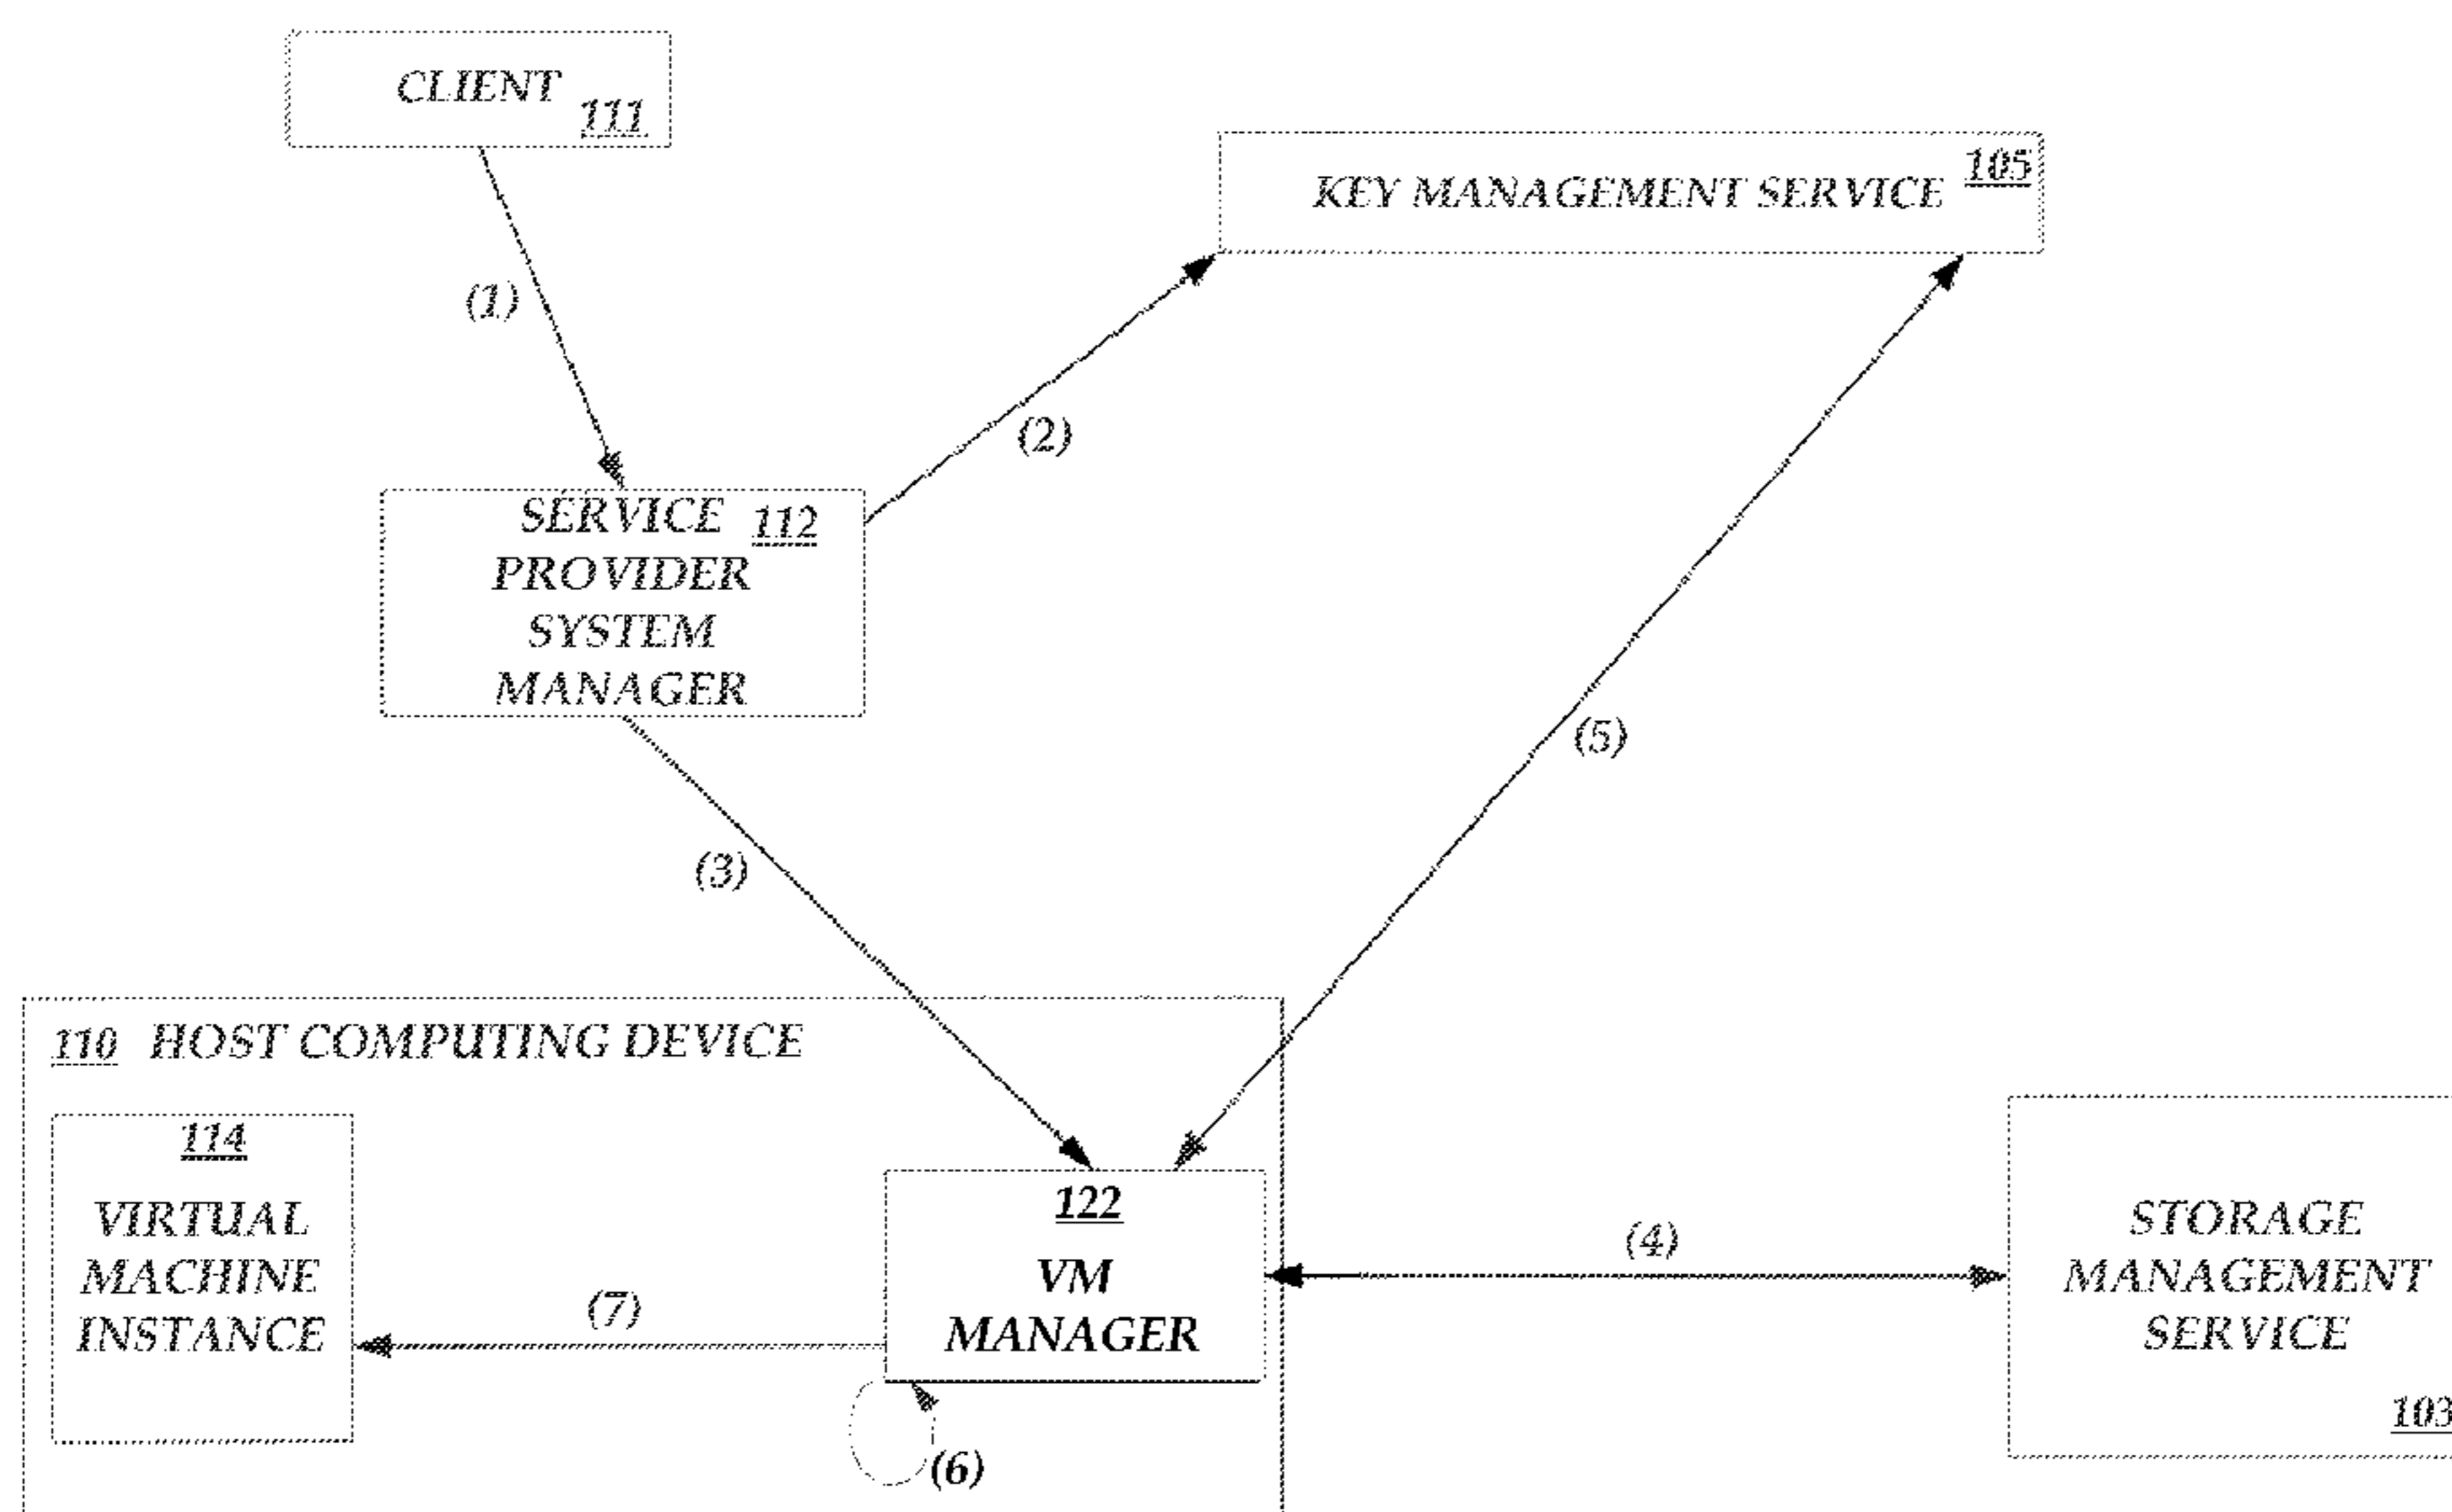 CLIENT
111
KEY MANAGEMENT SERVICE 105
(1)
(2)
SERVICE 112
PROVIDER
SYSTEM
MANAGER
(5)
(3)
110 HOST COMPUTING DEVICE
114
VIRTUAL
MACHINE
INSTANCE
(7)
122
VM
MANAGER
(6)
(4)
STORAGE
MANAGEMENT
SERVICE
103